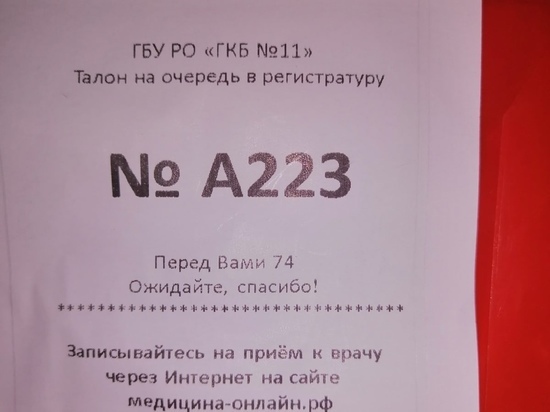 ГБУ РО «ГКБ №11»
Талон на очередь в регистратуру
№ А223
Перед Вами 74
Ожидайте, спасибо!
***********************************
Записывайтесь на приём к врачу
через Интернет на сайте
медицина-онлайн.рф